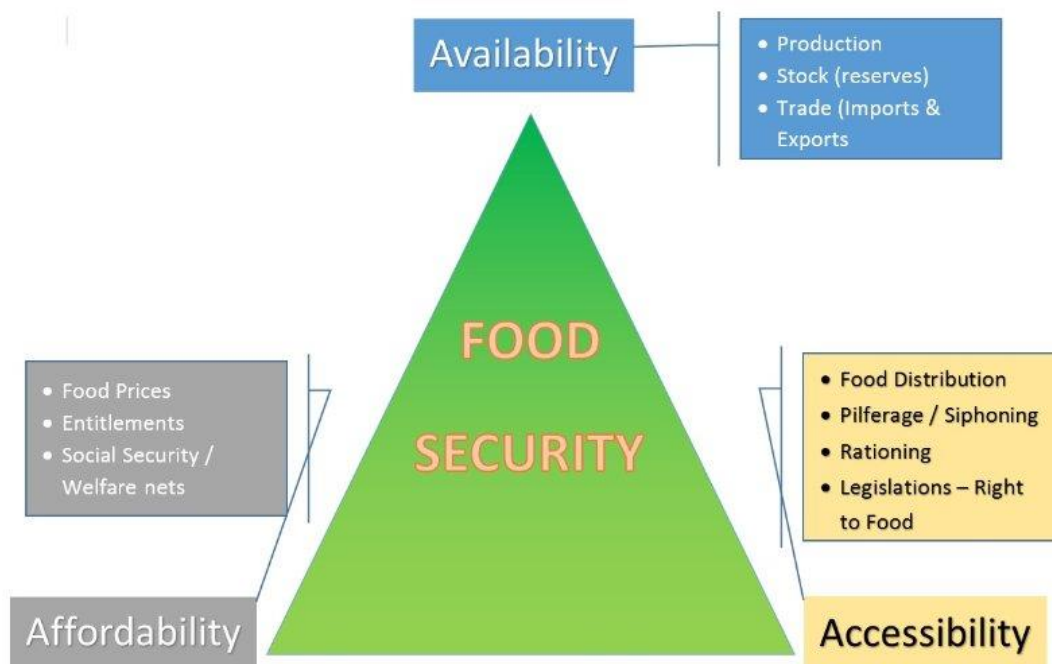 Availability
• Production
• Stock (reserves)
• Trade (Imports &
Exports
FOOD
SECURITY
• Food Prices
• Entitlements
• Social Security /
Welfare nets
• Food Distribution
• Pilferage / Siphoning
• Rationing
• Legislations – Right
to Food
Affordability
Accessibility